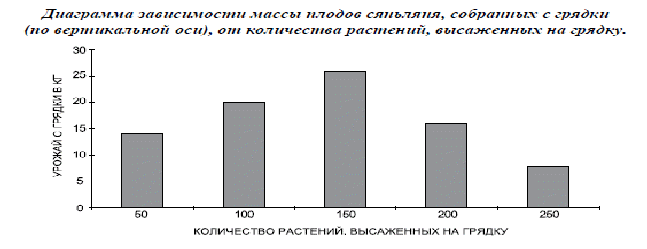 Диаграмма зависимости массы плодов сяньляня, собранных с грядки
(по вертикальной оси), от количества растений, высаженных на грядку.
УРОЖАЙ С ГРЯДКИ В КГ
30
25
20
15
10
5
0
50 100 150 200 250
КОЛИЧЕСТВО РАСТЕНИЙ, ВЫСАЖЕННЫХ НА ГРЯДКУ